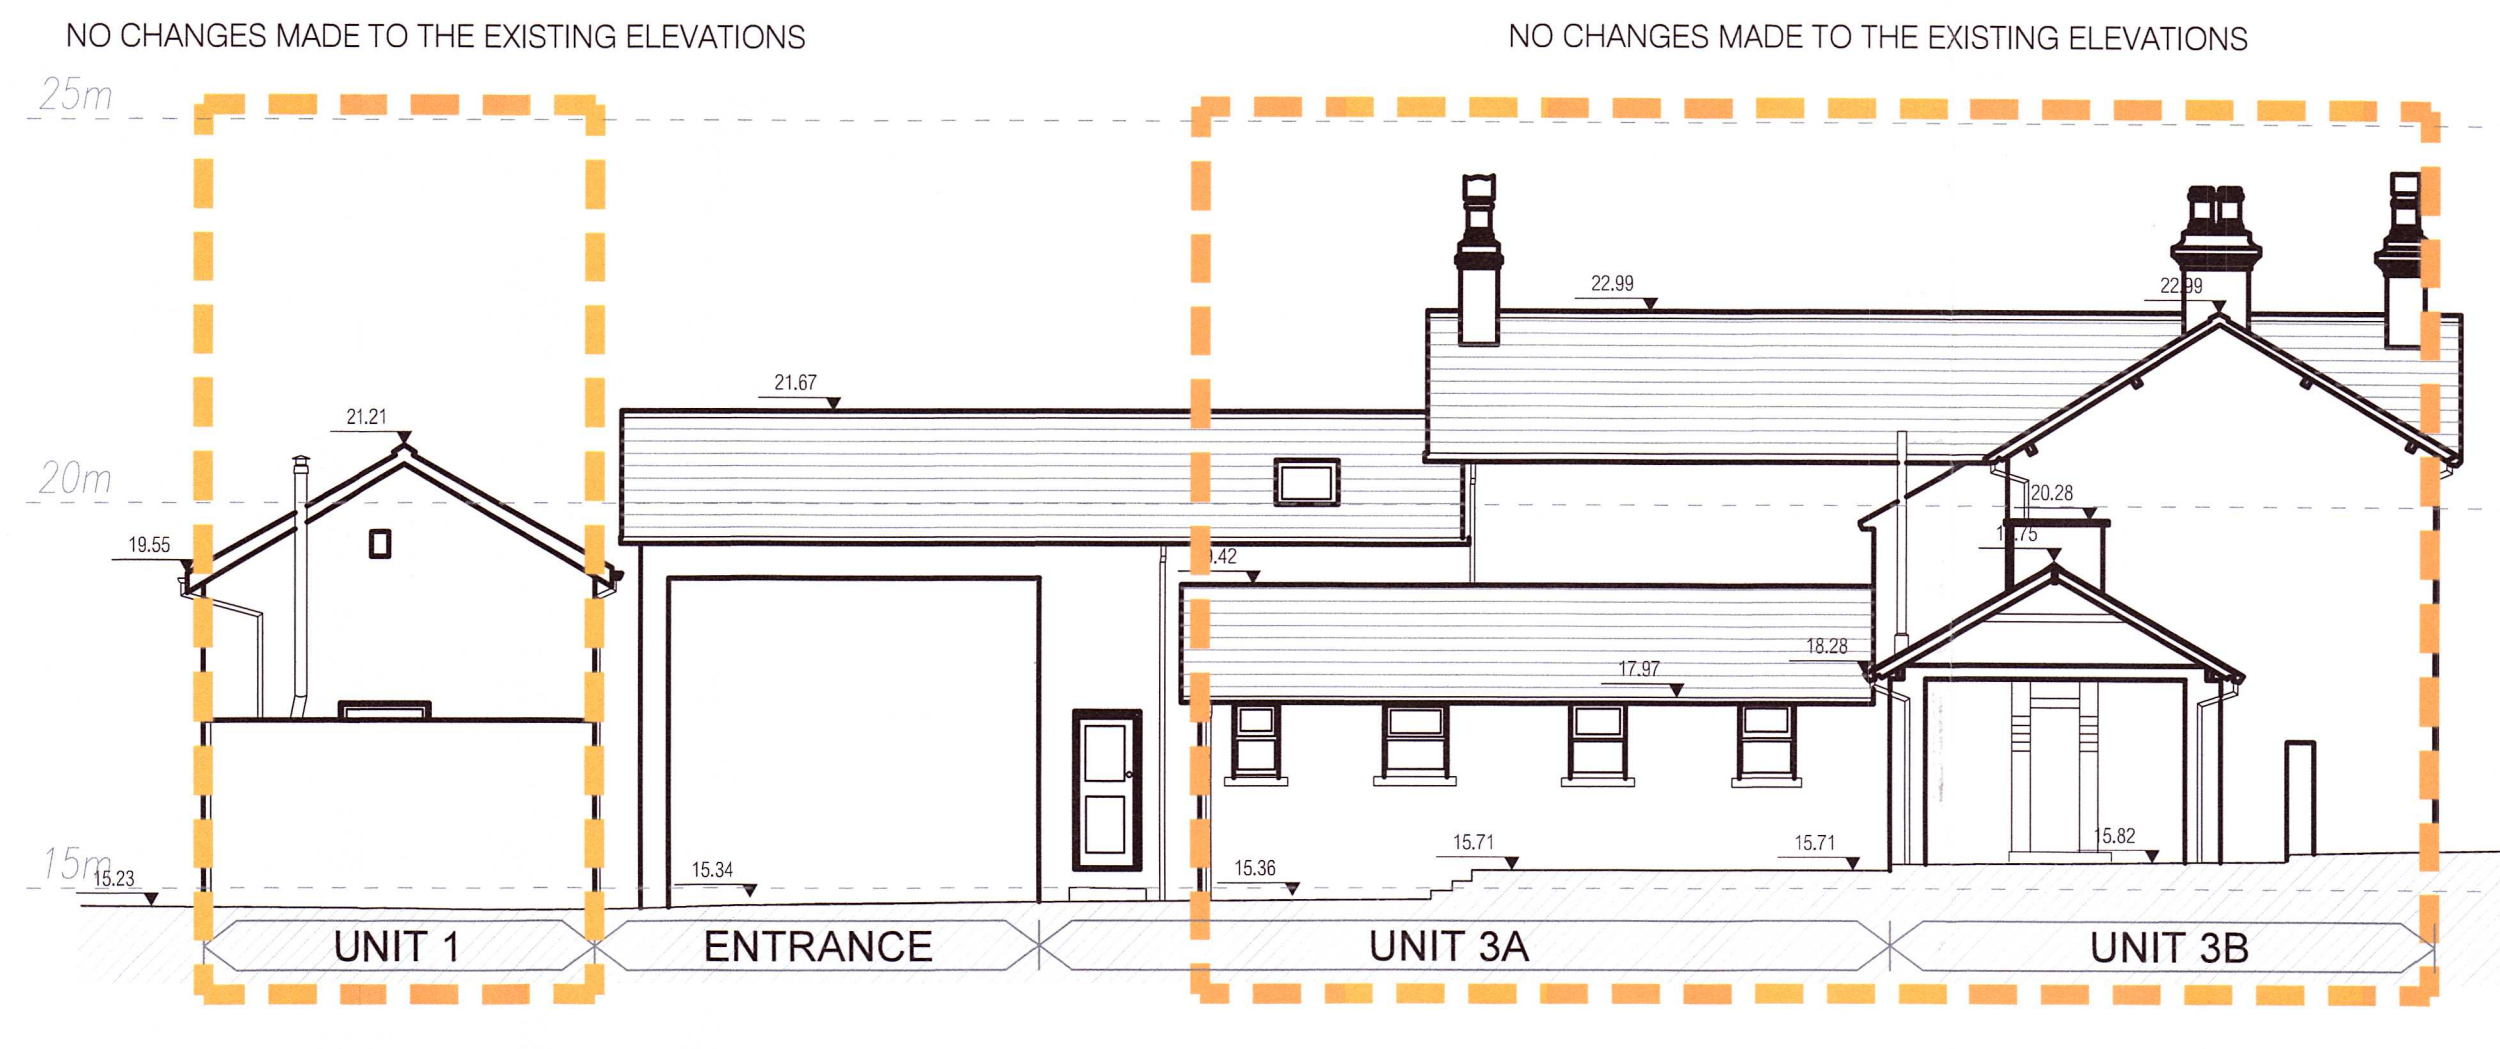 NO CHANGES MADE TO THE EXISTING ELEVATIONS
NO CHANGES MADE TO THE EXISTING ELEVATIONS
25m
22.99
22.99
21.67
21.21
20m
20.28
19.55
18.28
17.97
15m
15.23
15.34
15.36
15.71
15.71
15.82
UNIT 1
ENTRANCE
UNIT 3A
UNIT 3B